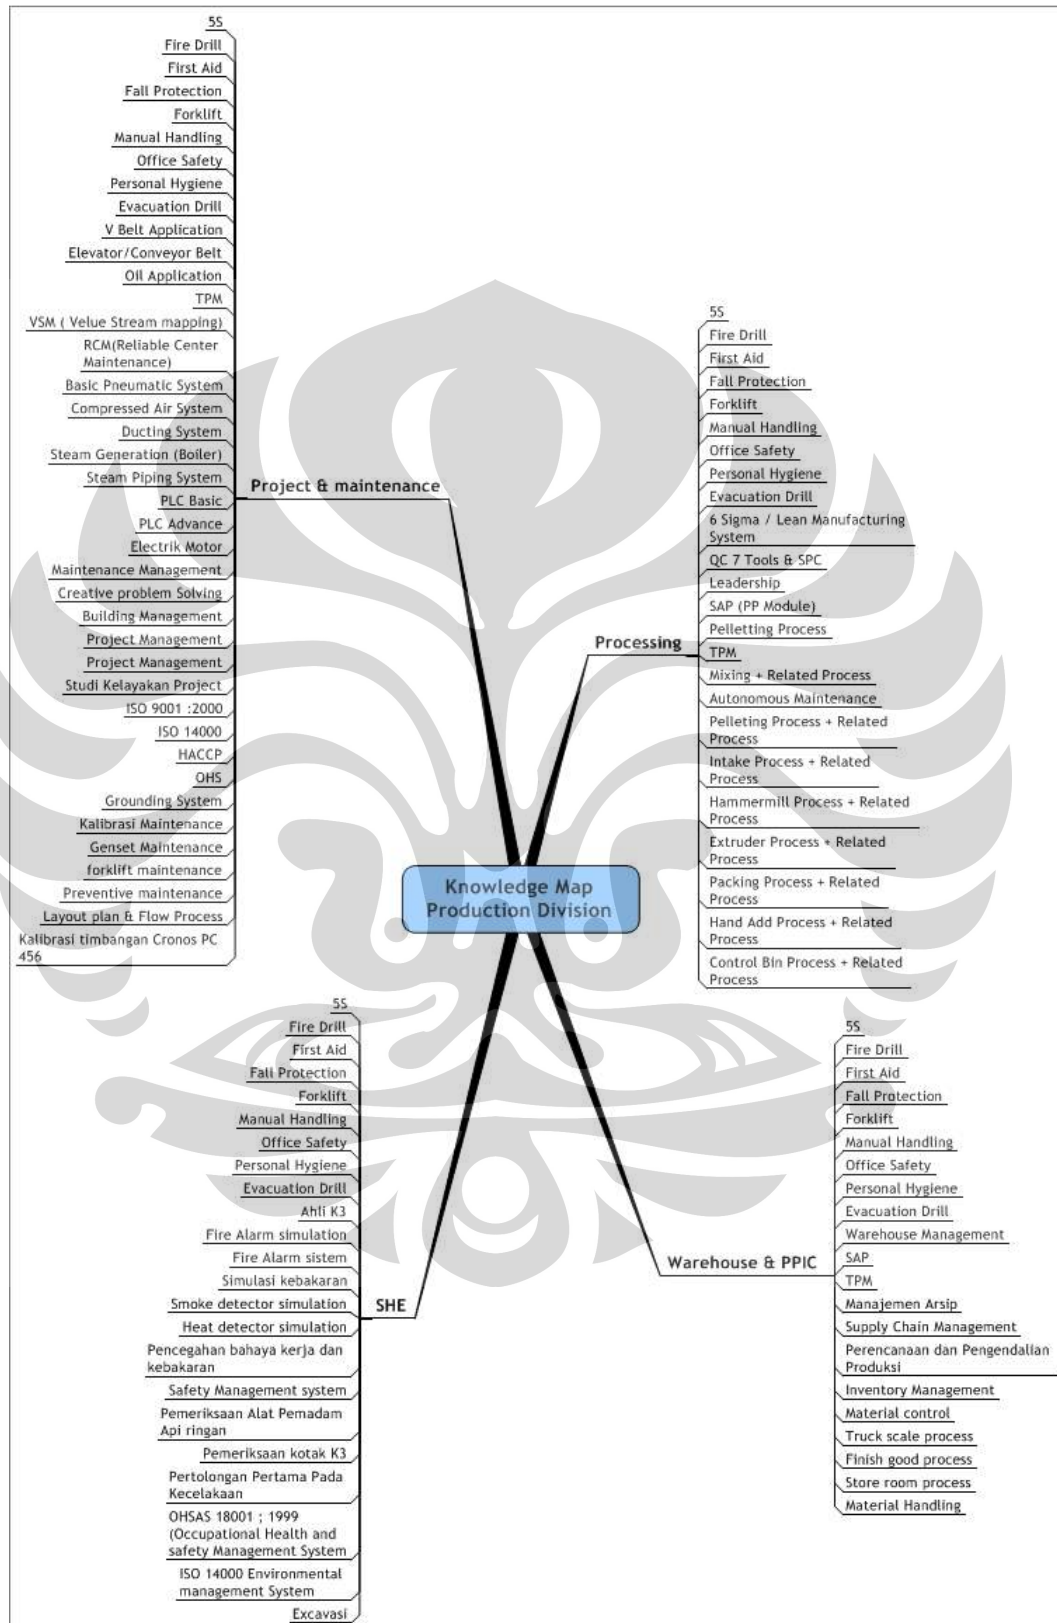 5S
Fire Drill
First Aid
Fall Protection
Forklift
Manual Handling
Office Safety
Personal Hygiene
Evacuation Drill
V Belt Application
Elevator/Conveyor Belt
Oil Application
TPM
VSM ( Velue Stream mapping)
RCM(Reliable Center
Maintenance)
Basic Pneumatic System
Compressed Air System
Ducting System
Steam Generation (Boiler)
Steam Piping System
PLC Basic
PLC Advance
Electrik Motor
Maintenance Management
Creative problem Solving
Building Management
Project Management
Project Management
Studi Kelayakan Project
ISO 9001 :2000
ISO 14000
HACCP
OHS
Grounding System
Kalibrasi Maintenance
Genset Maintenance
forklift maintenance
Preventive maintenance
Layout plan & Flow Process
Kalibrasi timbangan Cronos PC
456
Project & maintenance
5S
Fire Drill
First Aid
Fall Protection
Forklift
Manual Handling
Office Safety
Personal Hygiene
Evacuation Drill
6 Sigma / Lean Manufacturing
System
QC 7 Tools & SPC
Leadership
SAP (PP Module)
Pelletting Process
TPM
Mixing + Related Process
Autonomous Maintenance
Pelleting Process + Related
Process
Intake Process + Related
Process
Hammermill Process + Related
Process
Extruder Process + Related
Process
Packing Process + Related
Process
Hand Add Process + Related
Process
Control Bin Process + Related
Process
Processing
Knowledge Map
Production Division
5S
Fire Drill
First Aid
Fall Protection
Forklift
Manual Handling
Office Safety
Personal Hygiene
Evacuation Drill
Ahli K3
Fire Alarm simulation
Fire Alarm sistem
Simulasi kebakaran
Smoke detector simulation
Heat detector simulation
Pencegahan bahaya kerja dan
kebakaran
Safety Management system
Pemeriksaan Alat Pemadam
Api ringan
Pemeriksaan kotak K3
Pertolongan Pertama Pada
Kecelakaan
OHSAS 18001 ; 1999
(Occupational Health and
safety Management System
ISO 14000 Environmental
management System
Excavasi
SHE
5S
Fire Drill
First Aid
Fall Protection
Forklift
Manual Handling
Office Safety
Personal Hygiene
Evacuation Drill
Warehouse Management
SAP
TPM
Manajemen Arsip
Supply Chain Management
Perencanaan dan Pengendalian
Produksi
Inventory Management
Material control
Truck scale process
Finish good process
Store room process
Material Handling
Warehouse & PPIC